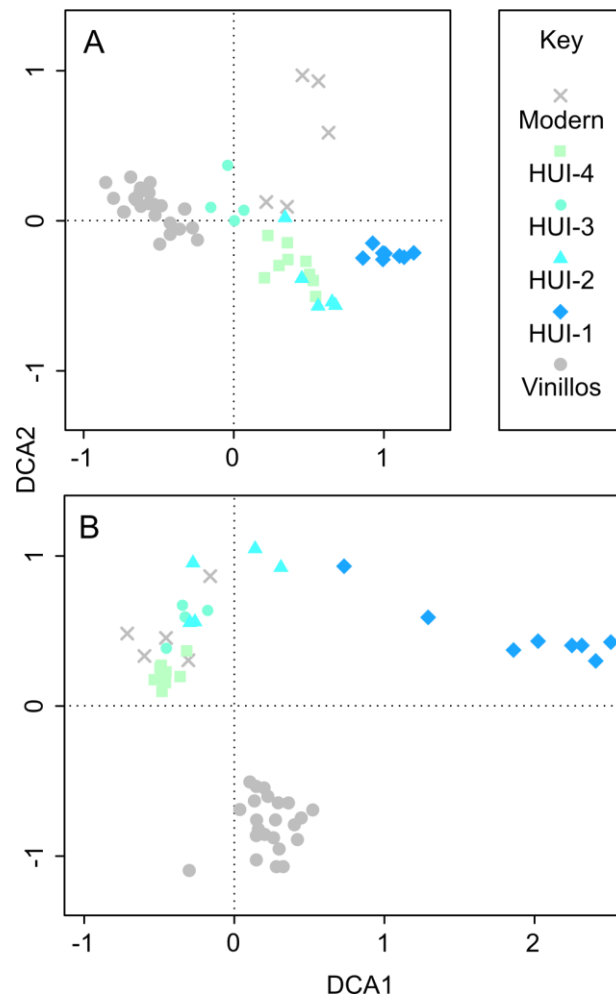 A
Key
Modern
HUI-4
HUI-3
HUI-2
HUI-1
Vinillos
1
0
-1
-1
0
1
DCA2
B
1
0
-1
-1
0
1
2
DCA1